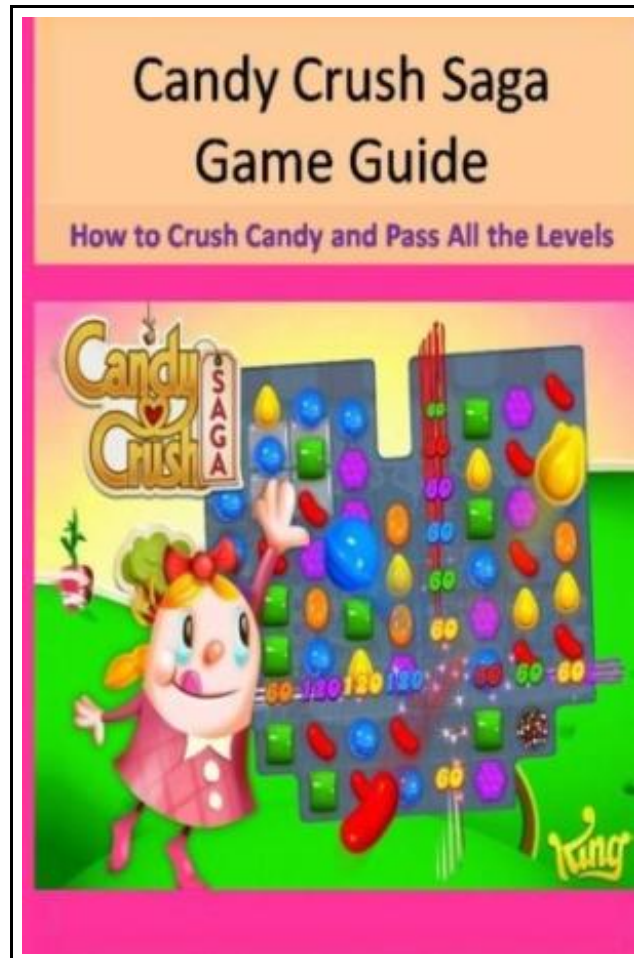 Candy Crush Saga
Game Guide
How to Crush Candy and Pass All the Levels
Candy
Crush
SAGA
60
60
60
60
60
60
60 120 120 120
60 60 60
60
King